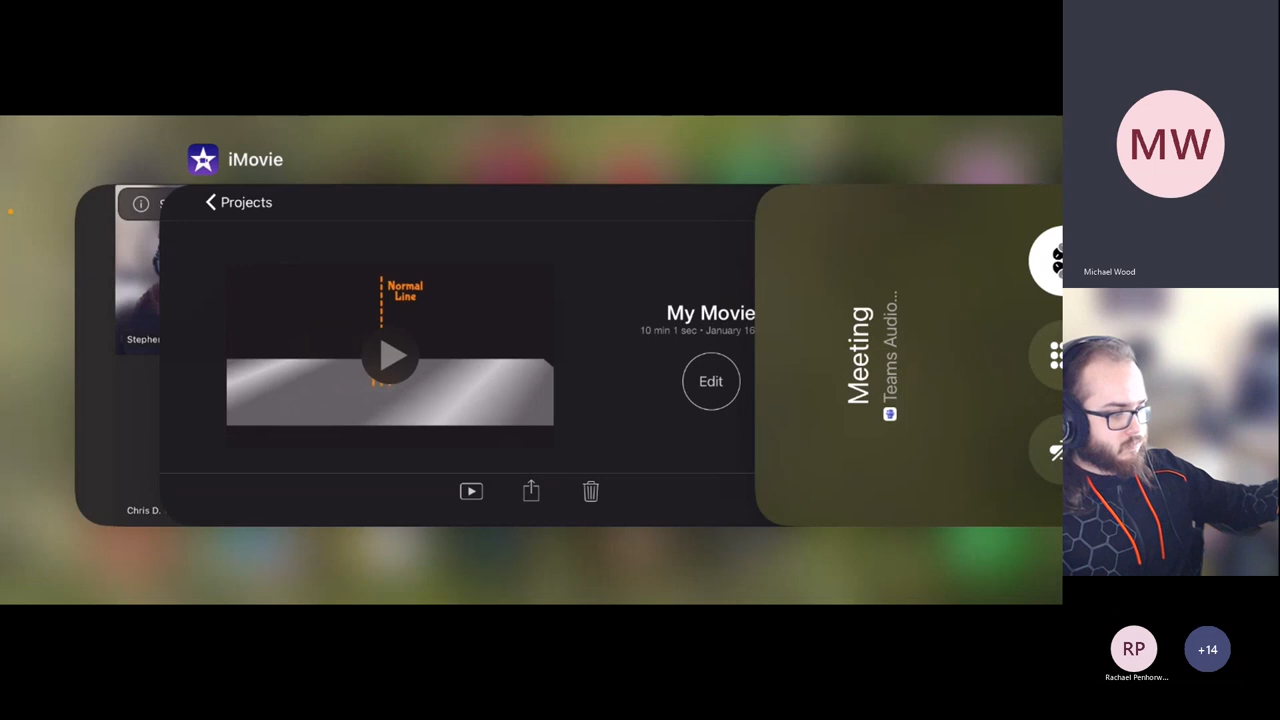 iMovie
Projects
Normal
Line
My Movie
10 min 1 sec • January 16
Edit
Stephe
Chris D.
Meeting
Teams Audio...
MW
Michael Wood
RP
+14
Rachael Penhorw...